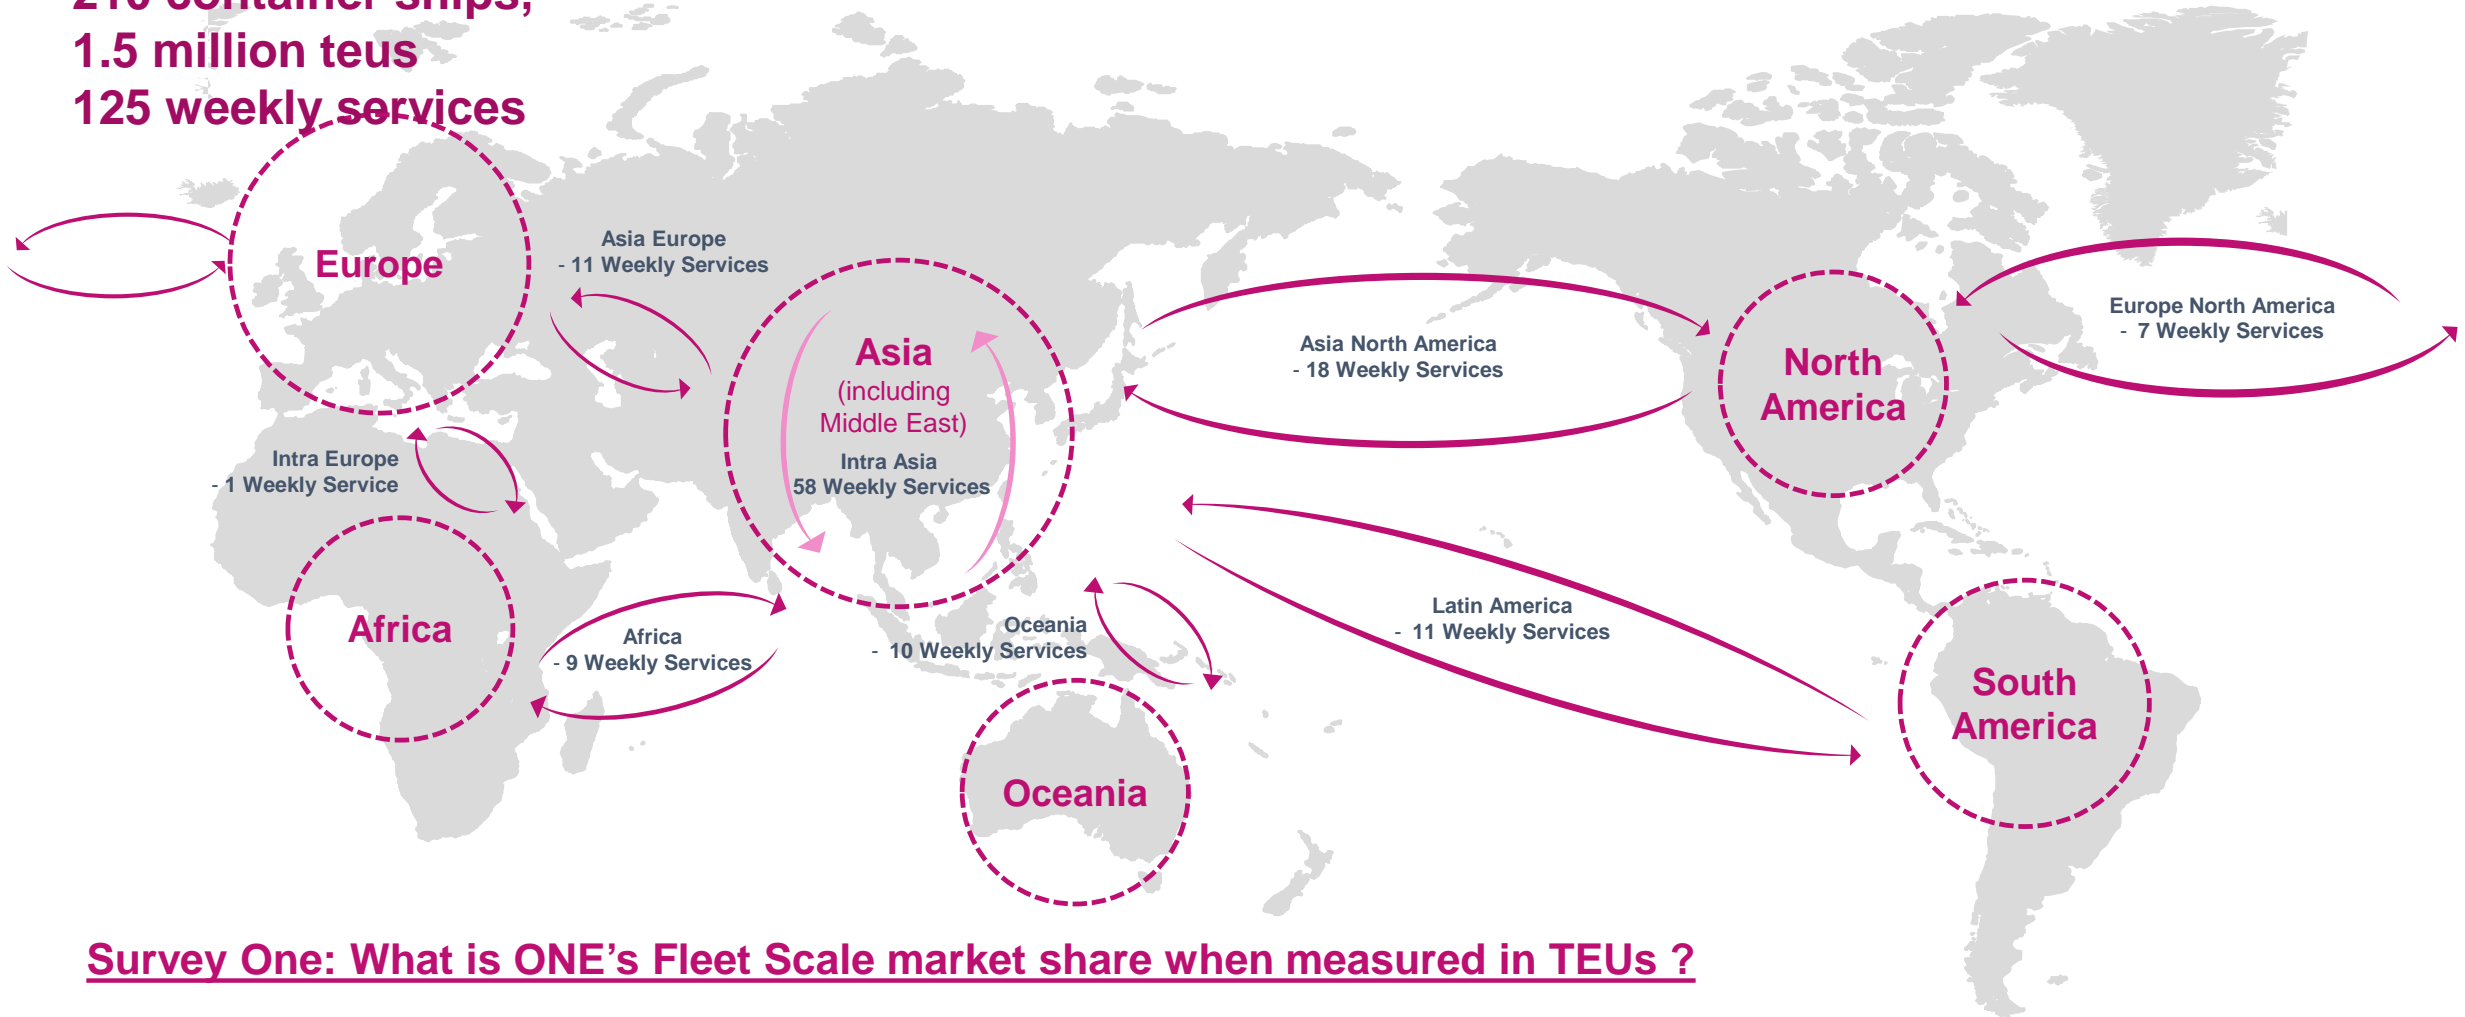 210 container ships,
1.5 million teus
125 weekly services
Europe
Asia Europe
- 11 Weekly Services
Asia
(including
Middle East)
Intra Asia
58 Weekly Services
Asia North America
- 18 Weekly Services
North
America
Europe North America
- 7 Weekly Services
Intra Europe
- 1 Weekly Service
Africa
Africa
- 9 Weekly Services
Oceania
- 10 Weekly Services
Latin America
- 11 Weekly Services
South
America
Oceania
Survey One: What is ONE’s Fleet Scale market share when measured in TEUs ?